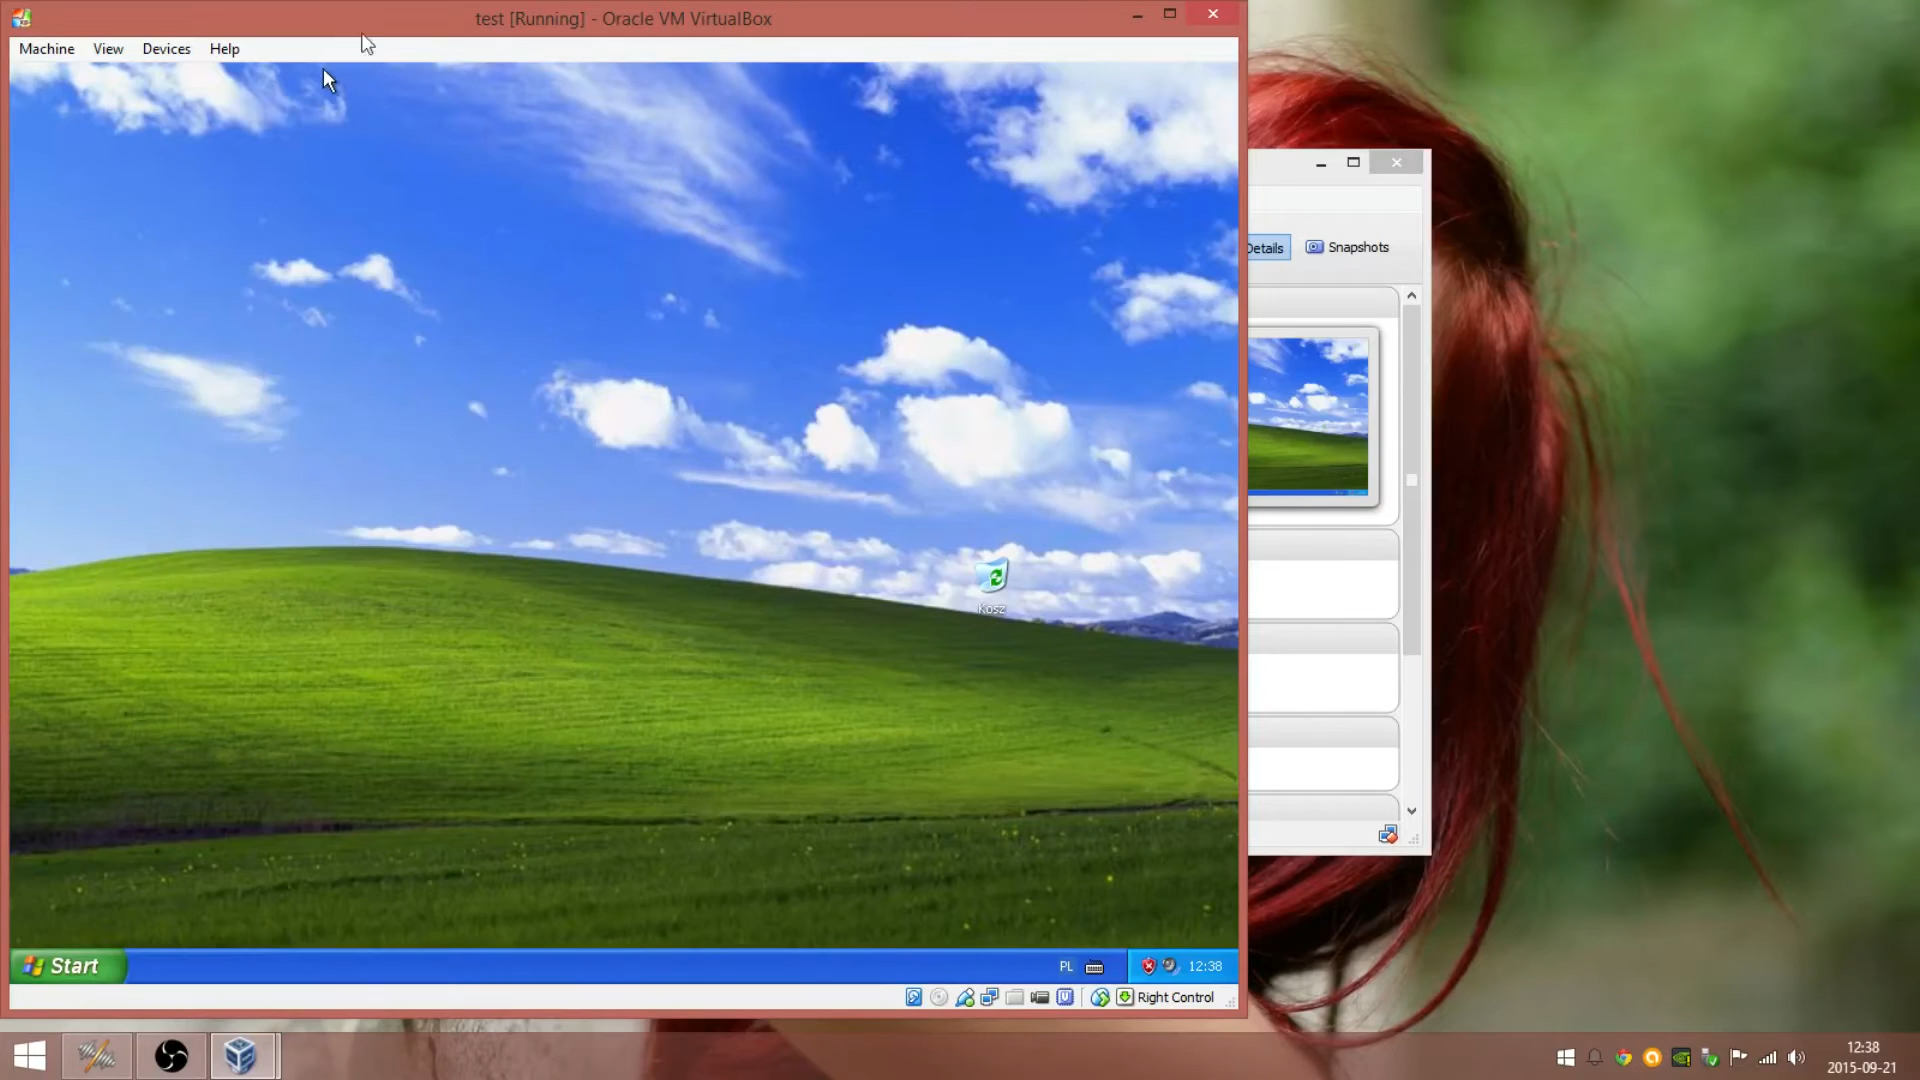 test [Running] - Oracle VM VirtualBox
Machine View Devices Help
Details Snapshots
Kosz
Start PL 12:38
Right Control
12:38
2015-09-21